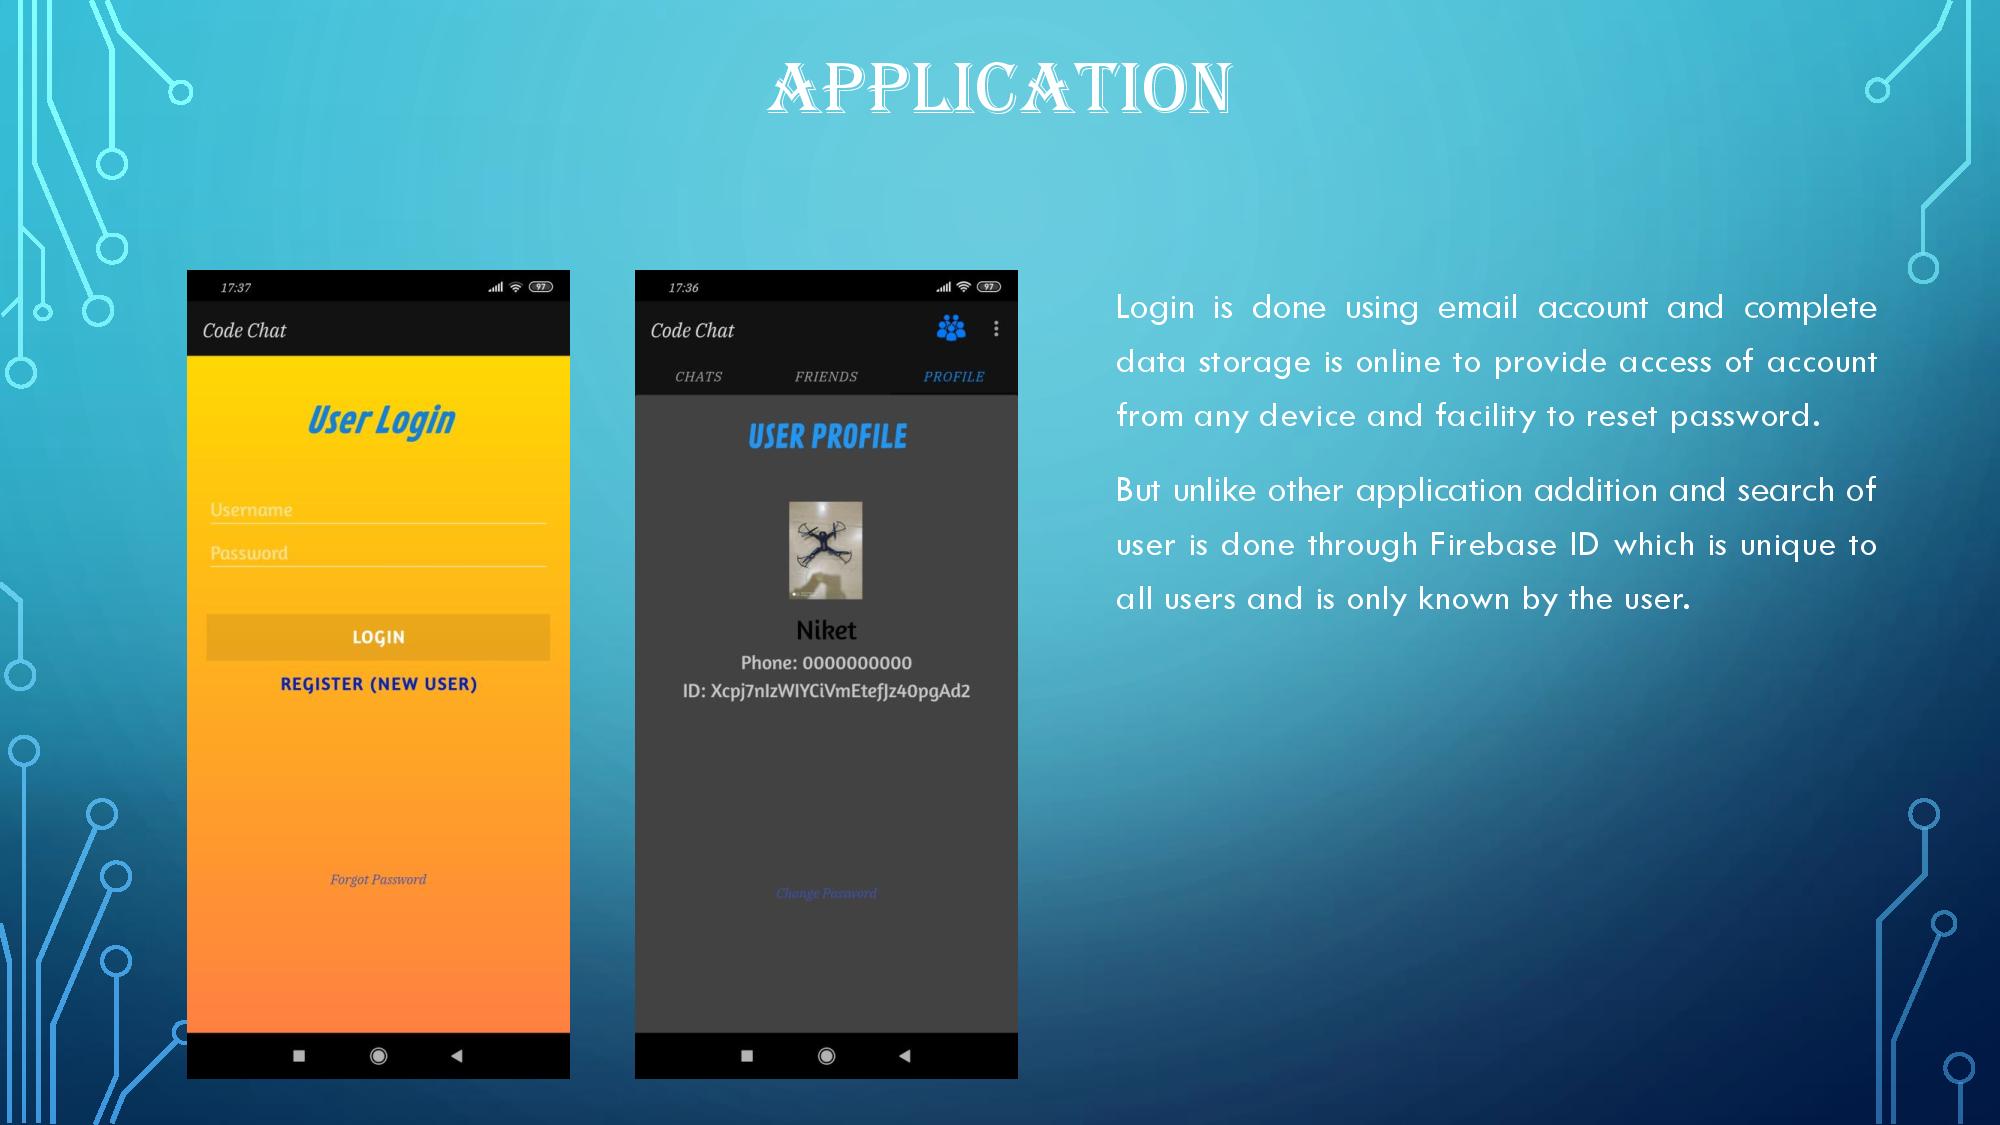 APPLICATION
17:37
97
Code Chat
User Login
Username
Password
LOGIN
REGISTER (NEW USER)
Forgot Password
17:36
97
Code Chat
CHATS FRIENDS PROFILE
USER PROFILE
Niket
Phone: 0000000000
ID: Xcpj7nIzWIYCiVmEtefJz40pgAd2
Change Password
Login is done using email account and complete
data storage is online to provide access of account
from any device and facility to reset password.
But unlike other application addition and search of
user is done through Firebase ID which is unique to
all users and is only known by the user.